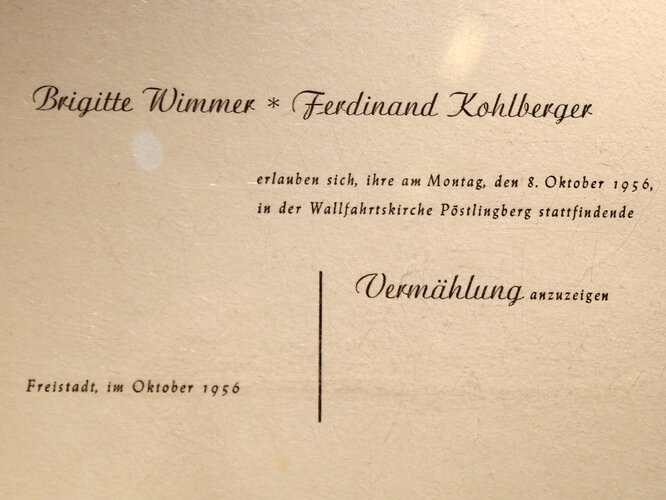 Brigitte Wimmer * Ferdinand Kohlberger
erlauben sich, ihre am Montag, den 8. Oktober 1956,
in der Wallfahrtskirche Pöstlingberg stattfindende
Vermählung anzuzeigen
Freistadt, im Oktober 1956